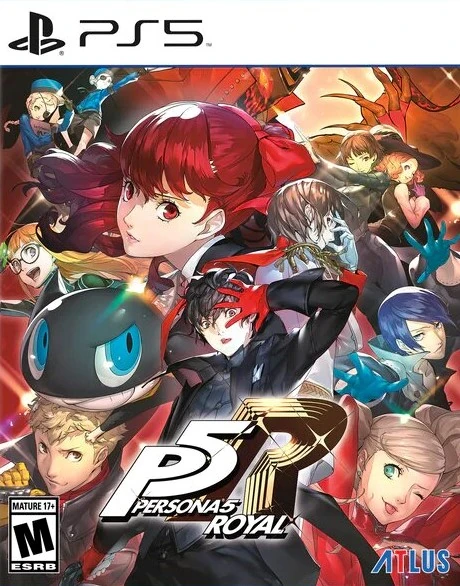 PS5
P5R
PERSONA5
ROYAL
MATURE 17+
M
ESRB
ATLUS